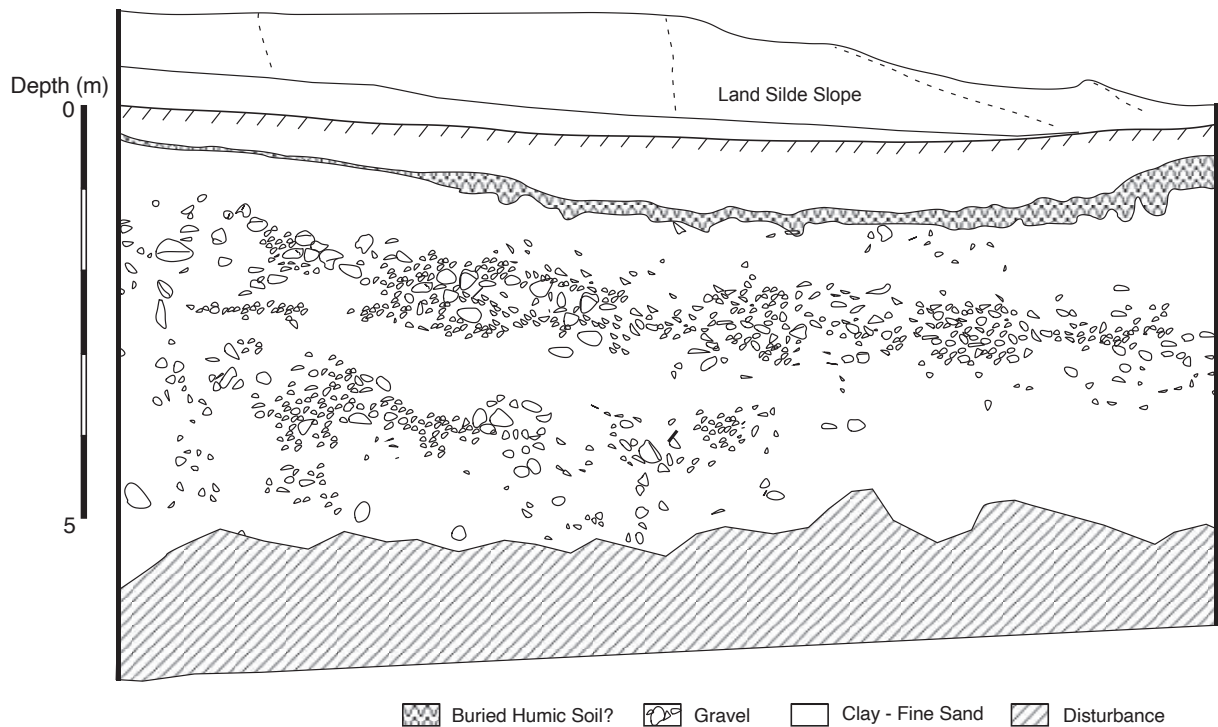 Depth (m)
0
Land Silde Slope
5
Buried Humic Soil?
Gravel
Clay - Fine Sand
Disturbance